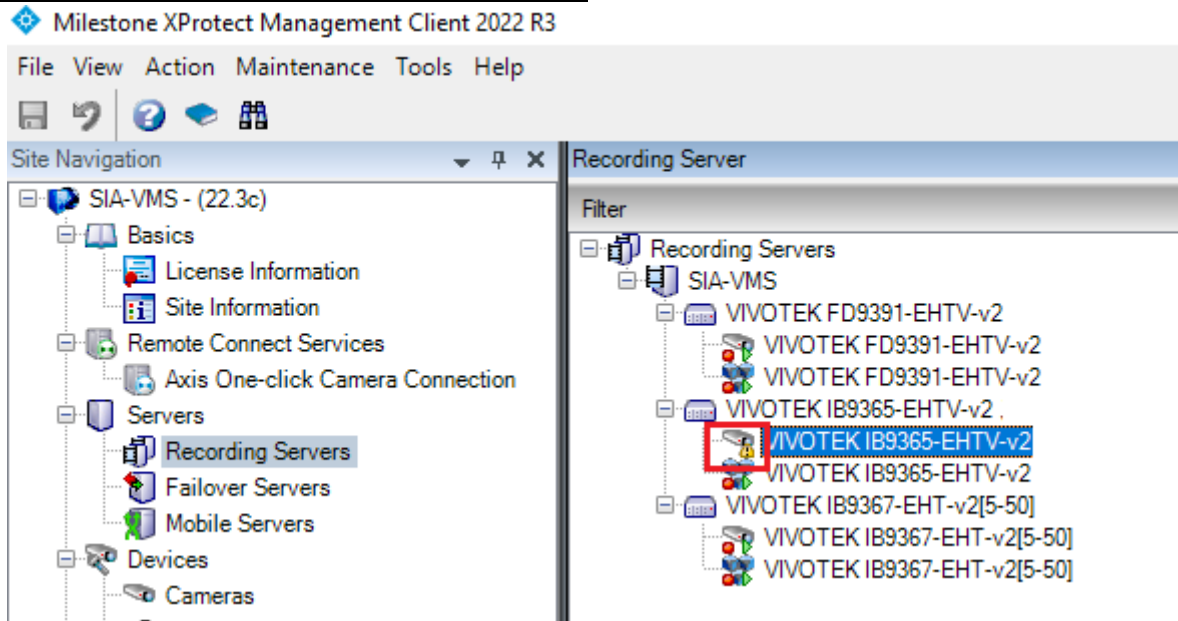 Milestone XProtect Management Client 2022 R3
File View Action Maintenance Tools Help
Site Navigation
SIA-VMS - (22.3c)
Basics
License Information
Site Information
Remote Connect Services
Axis One-click Camera Connection
Servers
Recording Servers
Failover Servers
Mobile Servers
Devices
Cameras
Recording Server
Filter
Recording Servers
SIA-VMS
VIVOTEK FD9391-EHTV-v2
VIVOTEK FD9391-EHTV-v2
VIVOTEK FD9391-EHTV-v2
VIVOTEK IB9365-EHTV-v2 .
VIVOTEK IB9365-EHTV-v2
VIVOTEK IB9365-EHTV-v2
VIVOTEK IB9367-EHT-v2[5-50]
VIVOTEK IB9367-EHT-v2[5-50]
VIVOTEK IB9367-EHT-v2[5-50]